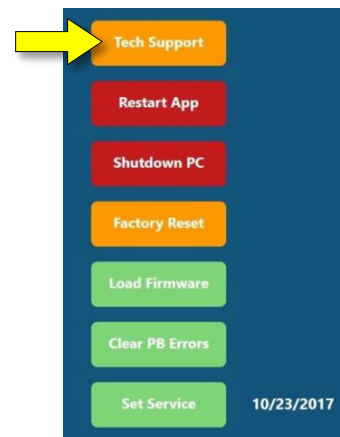 Tech Support
Restart App
Shutdown PC
Factory Reset
Load Firmware
Clear PB Errors
Set Service 10/23/2017